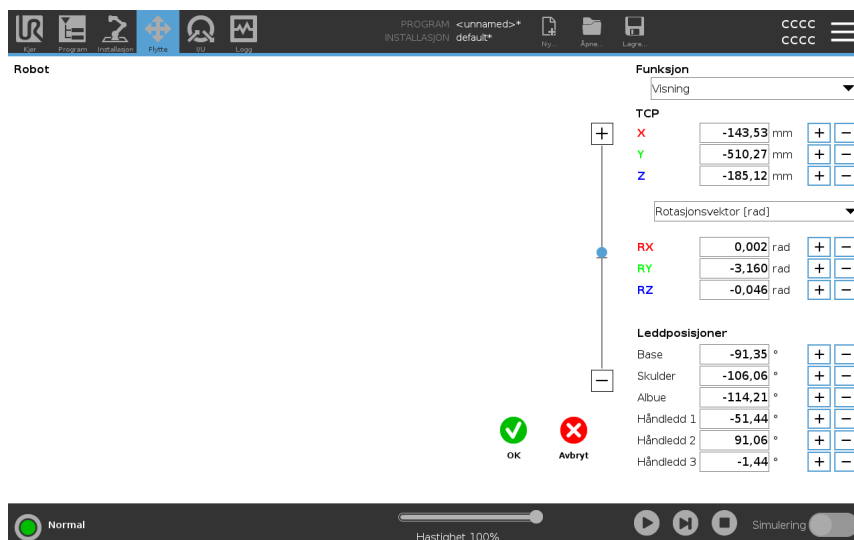 UR
PROGRAM <unnamed>*
INSTALLASJON default*
cccc
cccc
Kjør Program Installasjon Flytte I/U Logg
Ny... Åpne... Lagre...
Robot
Funksjon
Visning
TCP
X -143,53 mm + −
Y -510,27 mm + −
Z -185,12 mm + −
Rotasjonsvektor [rad]
RX 0,002 rad + −
RY -3,160 rad + −
RZ -0,046 rad + −
Leddposisjoner
Base -91,35 ° + −
Skulder -106,06 ° + −
Albue -114,21 ° + −
Håndledd 1 -51,44 ° + −
Håndledd 2 91,06 ° + −
Håndledd 3 -1,44 ° + −
OK Avbryt
Normal
Hastighet 100%
Simulering